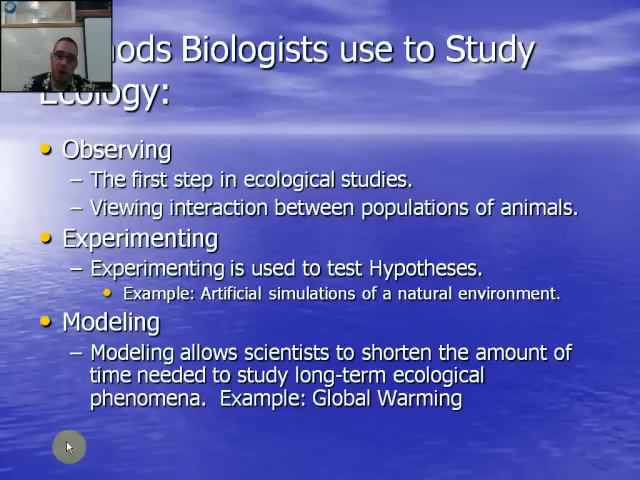 Biologists use to Study
Ecology:
• Observing
– The first step in ecological studies.
– Viewing interaction between populations of animals.
• Experimenting
– Experimenting is used to test Hypotheses.
• Example: Artificial simulations of a natural environment.
• Modeling
– Modeling allows scientists to shorten the amount of
time needed to study long-term ecological
phenomena. Example: Global Warming